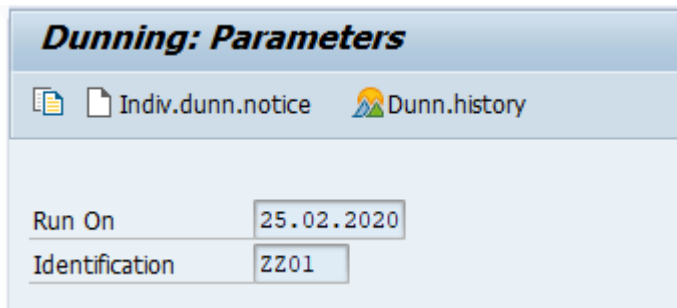 Dunning: Parameters
Indiv.dunn.notice Dunn.history
Run On 25.02.2020
Identification ZZ01